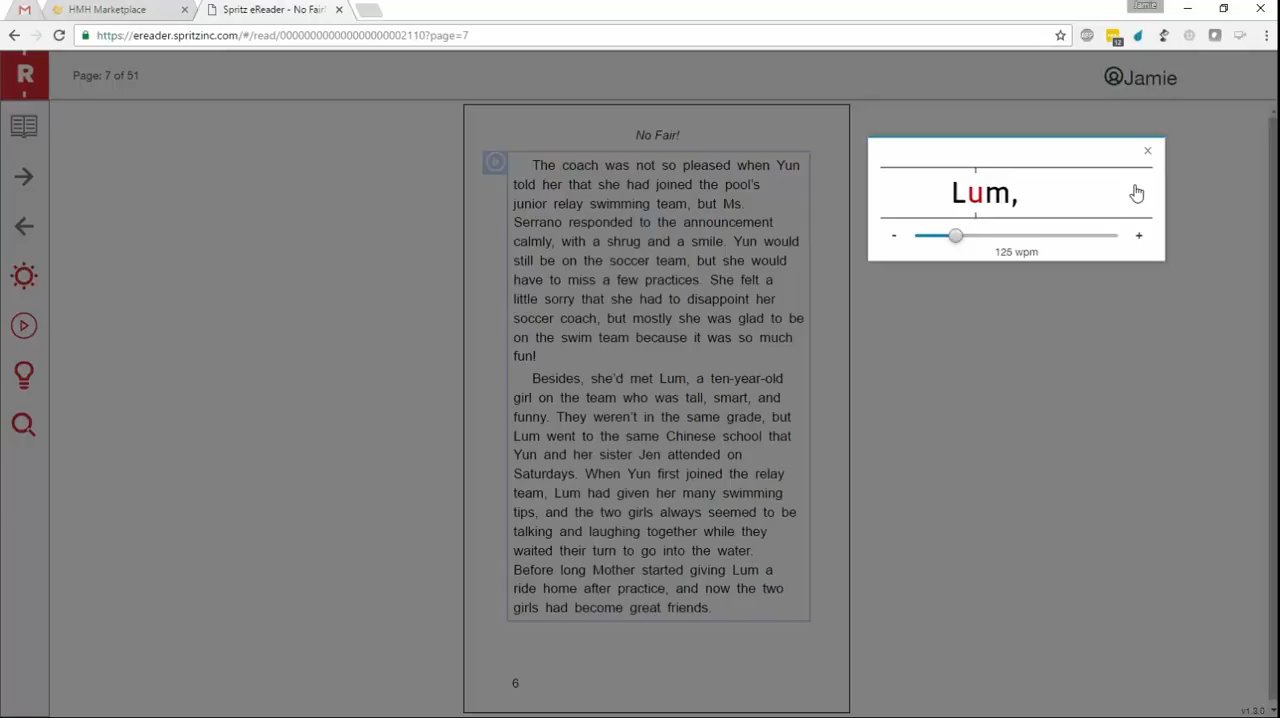 HMH Marketplace
Spritz eReader - No Fair!
Jamie
https://ereader.spritzinc.com/#/read/00000000000000000002110?page=7
12
R
Page: 7 of 51
Jamie
No Fair!
The coach was not so pleased when Yun
told her that she had joined the pool's
junior relay swimming team, but Ms.
Serrano responded to the announcement
calmly, with a shrug and a smile. Yun would
still be on the soccer team, but she would
have to miss a few practices. She felt a
little sorry that she had to disappoint her
soccer coach, but mostly she was glad to be
on the swim team because it was so much
fun!
Besides, she'd met Lum, a ten-year-old
girl on the team who was tall, smart, and
funny. They weren't in the same grade, but
Lum went to the same Chinese school that
Yun and her sister Jen attended on
Saturdays. When Yun first joined the relay
team, Lum had given her many swimming
tips, and the two girls always seemed to be
talking and laughing together while they
waited their turn to go into the water.
Before long Mother started giving Lum a
ride home after practice, and now the two
girls had become great friends.
6
Lum,
- +
125 wpm
v1.3.0